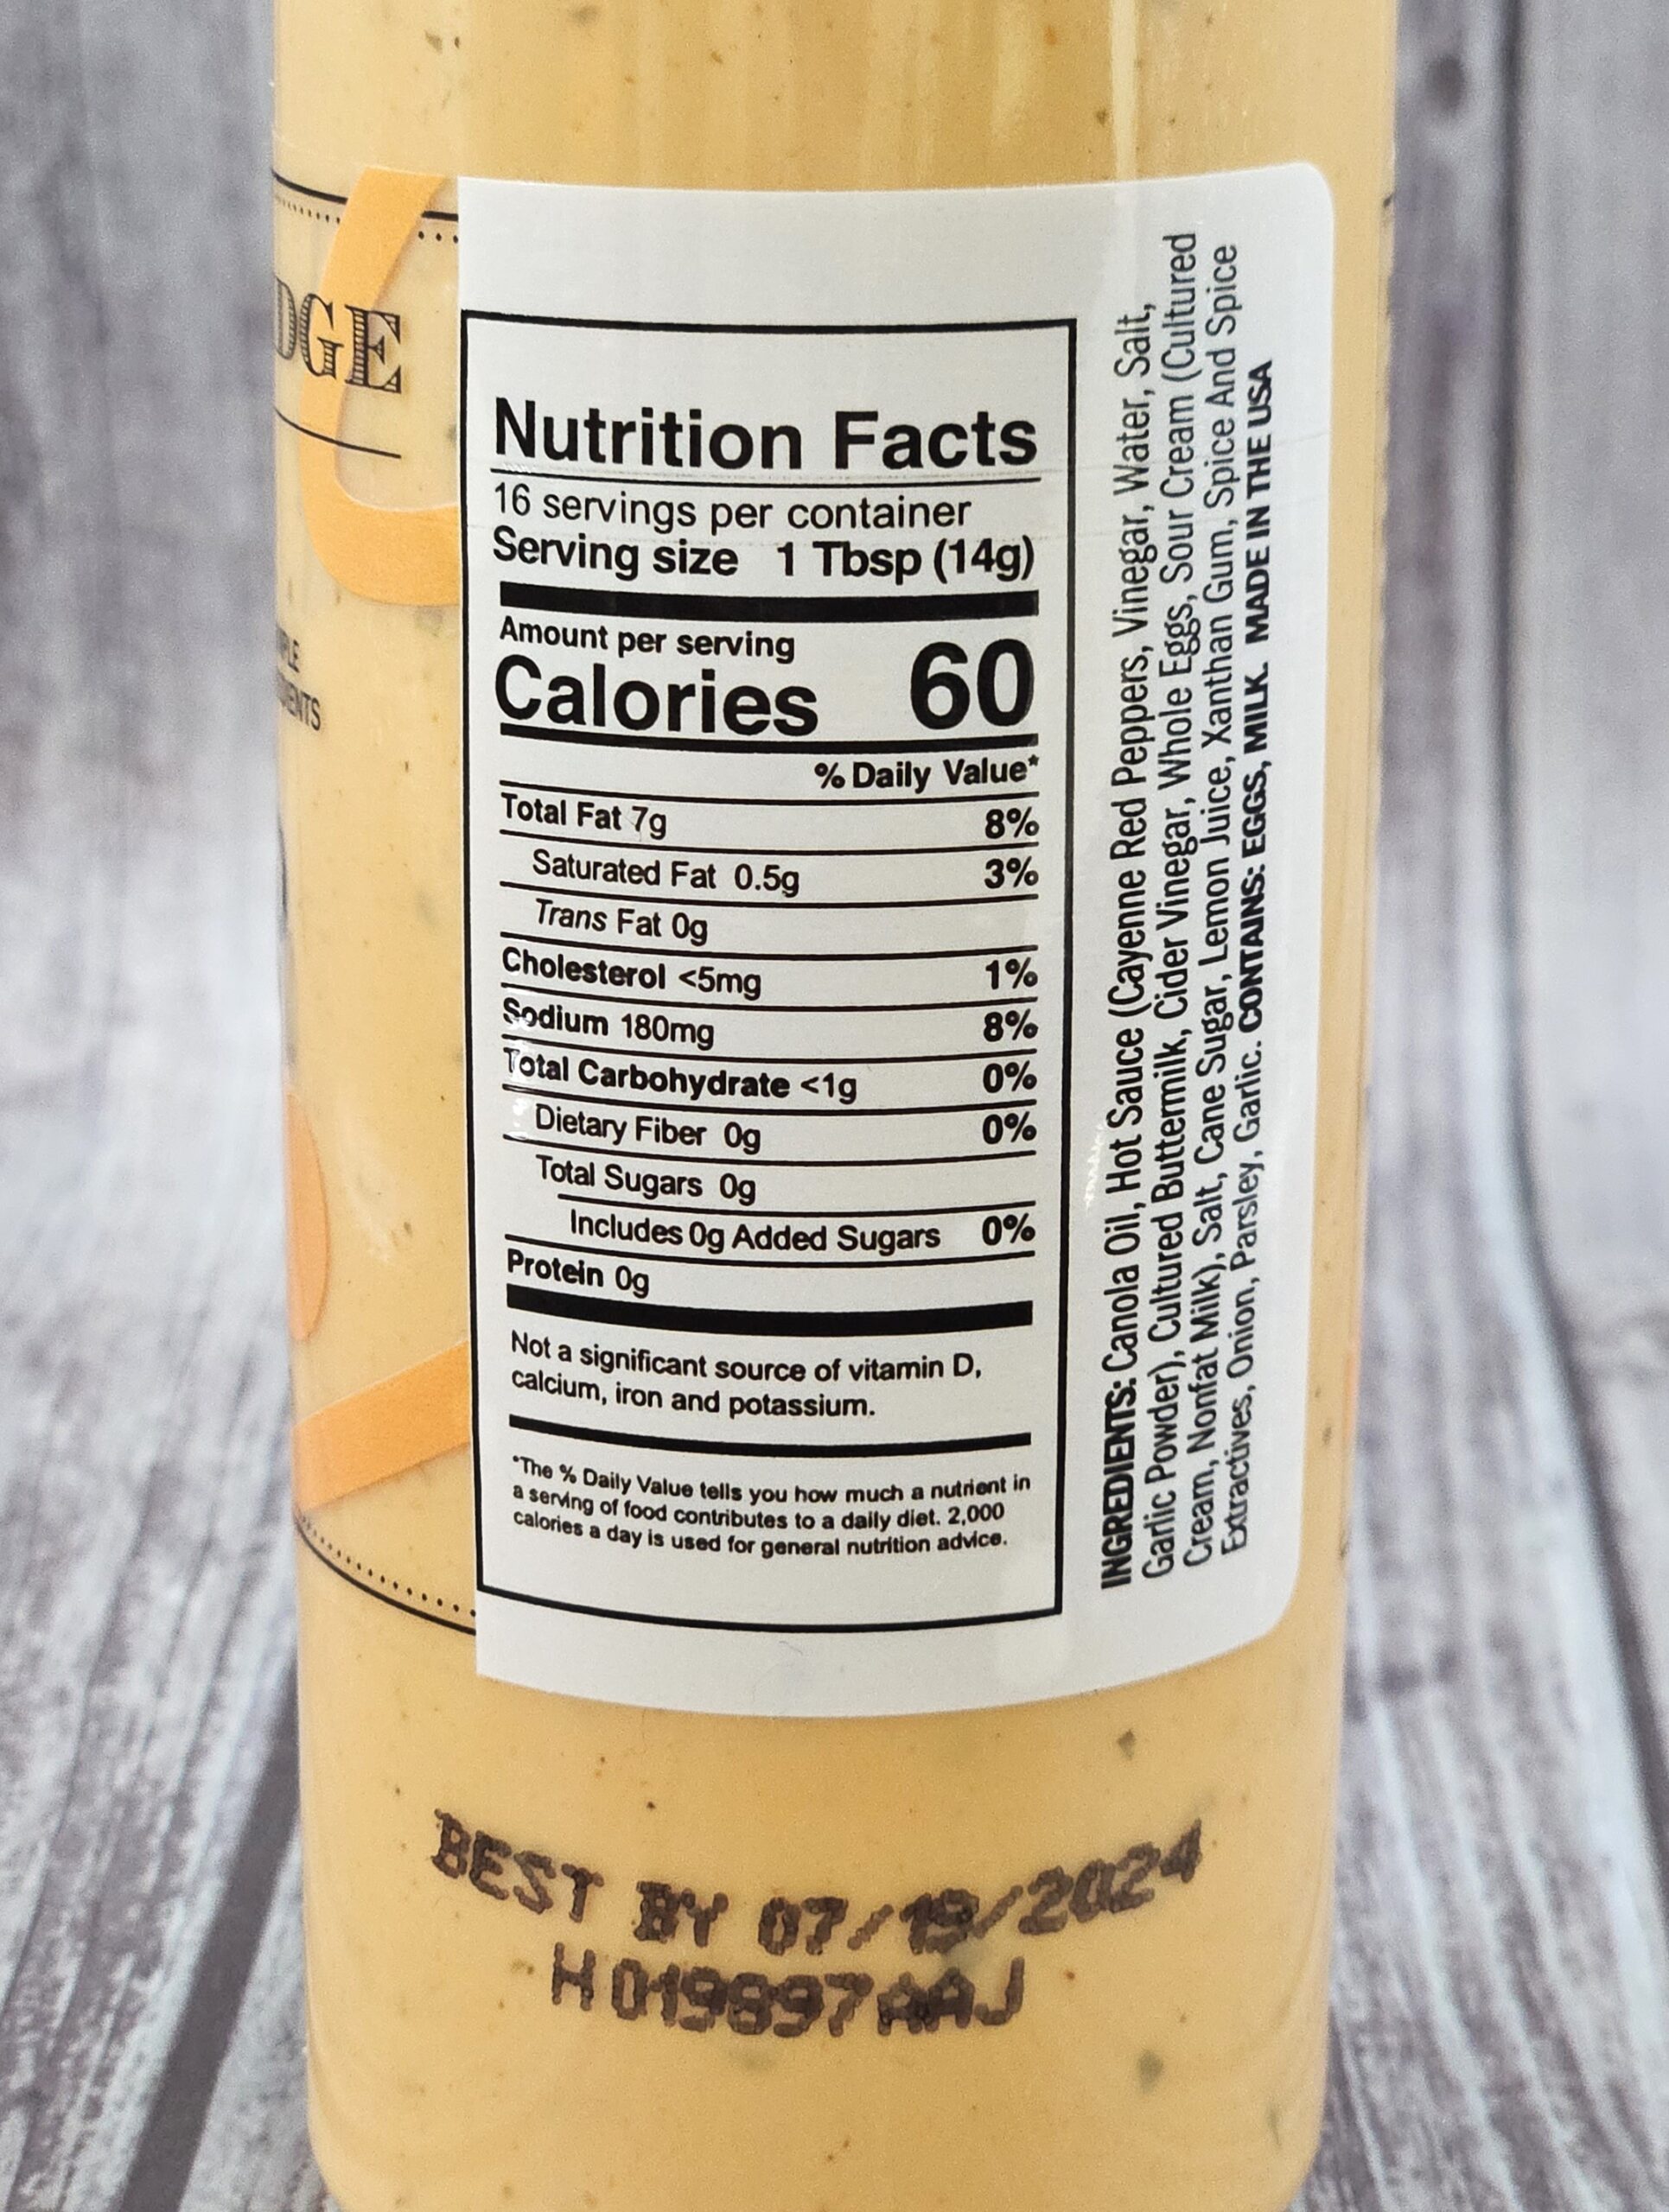 DGE
Nutrition Facts
16 servings per container
Serving size 1 Tbsp (14g)
Amount per serving
Calories 60
% Daily Value*
Total Fat 7g 8%
Saturated Fat 0.5g 3%
Trans Fat 0g
Cholesterol <5mg 1%
Sodium 180mg 8%
Total Carbohydrate <1g 0%
Dietary Fiber 0g 0%
Total Sugars 0g
Includes 0g Added Sugars 0%
Protein 0g
Not a significant source of vitamin D,
calcium, iron and potassium.
*The % Daily Value tells you how much a nutrient in
a serving of food contributes to a daily diet. 2,000
calories a day is used for general nutrition advice.
INGREDIENTS: Canola Oil, Hot Sauce (Cayenne Red Peppers, Vinegar, Water, Salt,
Garlic Powder), Cultured Buttermilk, Cider Vinegar, Whole Eggs, Sour Cream (Cultured
Cream, Nonfat Milk), Salt, Cane Sugar, Lemon Juice, Xanthan Gum, Spice And Spice
Extractives, Onion, Parsley, Garlic. CONTAINS: EGGS, MILK. MADE IN THE USA
BEST BY 07/19/2024
H019897AAJ